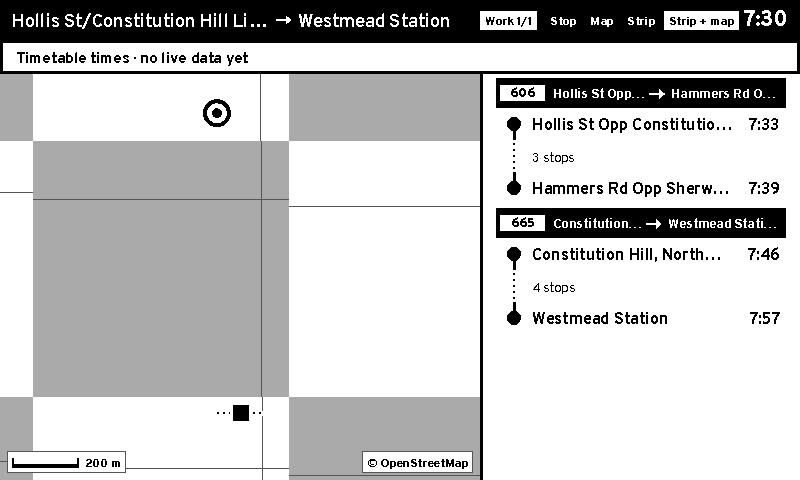 Hollis St/Constitution Hill Li... → Westmead Station Work 1/1 Stop Map Strip Strip + map 7:30
Timetable times · no live data yet
606 Hollis St Opp... → Hammers Rd O...
Hollis St Opp Constitutio... 7:33
3 stops
Hammers Rd Opp Sherw... 7:39
665 Constitution... → Westmead Stati...
Constitution Hill, North... 7:46
4 stops
Westmead Station 7:57
200 m
© OpenStreetMap